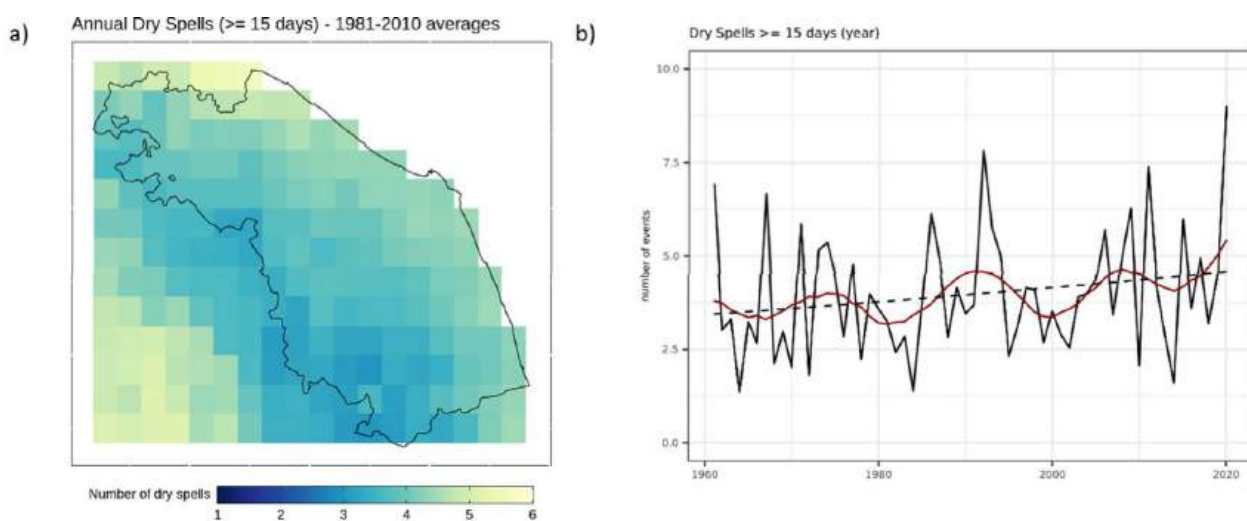 a)
Annual Dry Spells (>= 15 days) - 1981-2010 averages
Number of dry spells
1 2 3 4 5 6
b)
Dry Spells >= 15 days (year)
number of events
10.0
7.5
5.0
2.5
0.0
1960 1980 2000 2020